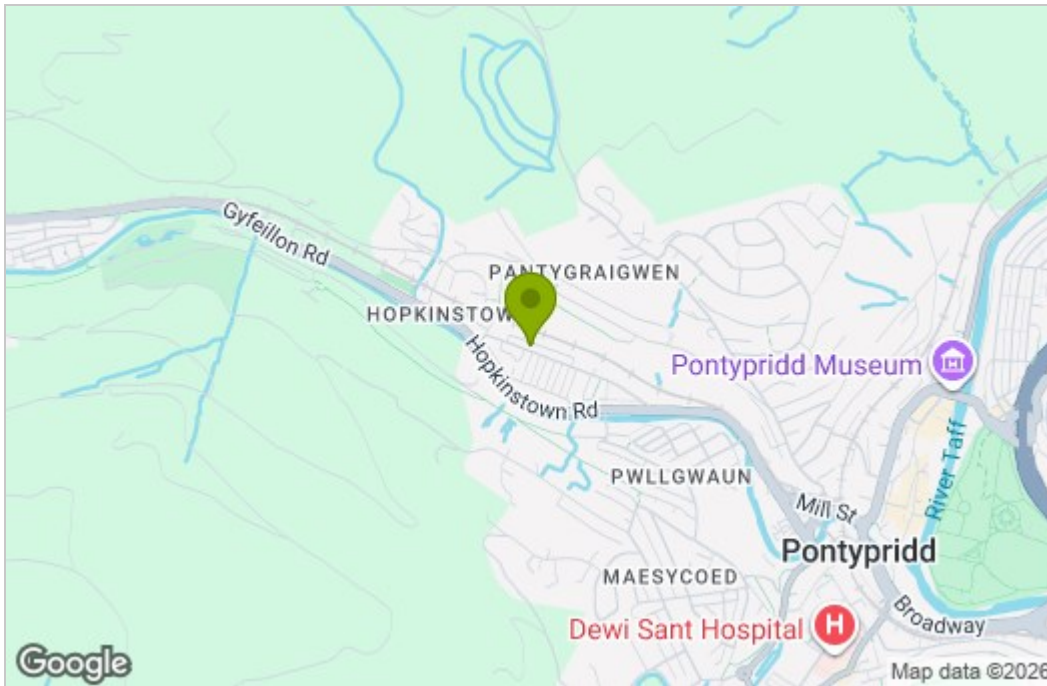 Gyfeillon Rd
PANTYGRAIGWEN
HOPKINSTOW
Hopkinstown Rd
Pontypridd Museum
River Taff
PWLLGWAUN
Mill St
Pontypridd
MAESYCOED
Broadway
Dewi Sant Hospital
H
Google
Map data ©2026